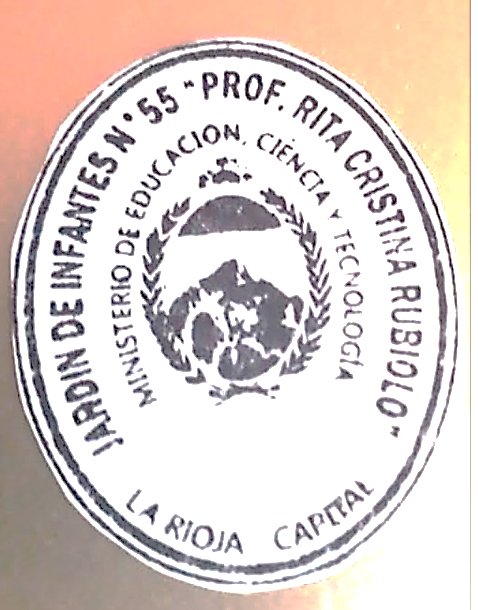 JARDIN DE INFANTES N° 55 "PROF. RITA CRISTINA RUBIOLO"
MINISTERIO DE EDUCACION, CIENCIA Y TECNOLOGÍA
LA RIOJA CAPITAL